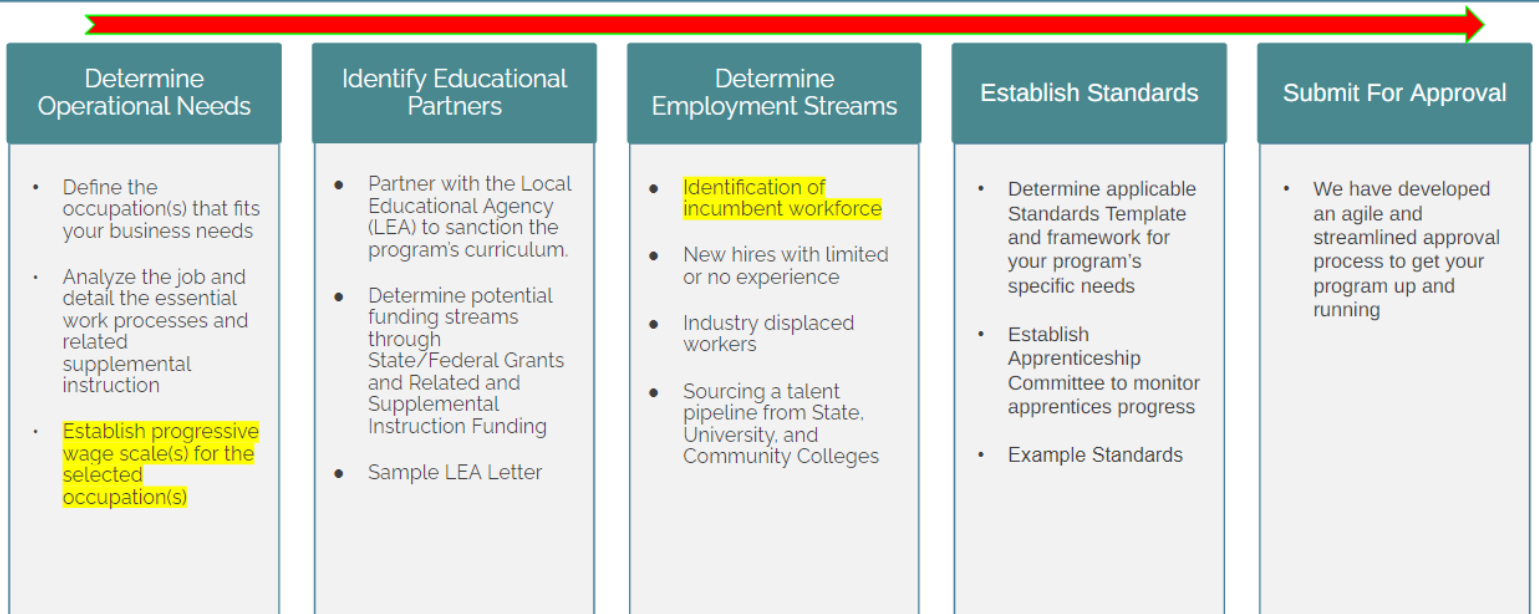 Determine
Operational Needs
• Define the
occupation(s) that fits
your business needs
• Analyze the job and
detail the essential
work processes and
related
supplemental
instruction
• Establish progressive
wage scale(s) for the
selected
occupation(s)
Identify Educational
Partners
● Partner with the Local
Educational Agency
(LEA) to sanction the
program's curriculum.
● Determine potential
funding streams
through
State/Federal Grants
and Related and
Supplemental
Instruction Funding
● Sample LEA Letter
Determine
Employment Streams
● Identification of
incumbent workforce
● New hires with limited
or no experience
● Industry displaced
workers
● Sourcing a talent
pipeline from State,
University, and
Community Colleges
Establish Standards
• Determine applicable
Standards Template
and framework for
your program's
specific needs
• Establish
Apprenticeship
Committee to monitor
apprentices progress
• Example Standards
Submit For Approval
• We have developed
an agile and
streamlined approval
process to get your
program up and
running